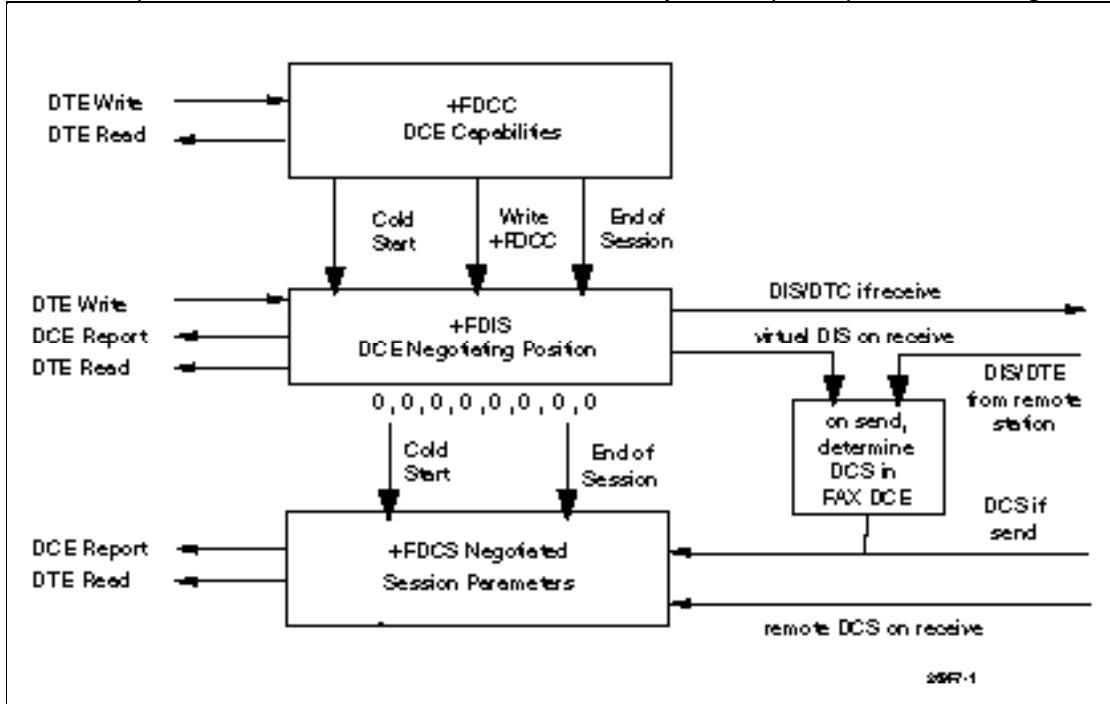 DTE Write
DTE Read
+FDCC
DCE Capabilities
Cold
Start
Write
+FDCC
End of
Session
DTE Write
DCE Report
DTE Read
+FDIS
DCE Negotiating Position
DIS/DTC if receive
virtual DIS on receive
DIS/DTE
from remote
station
0,0,0,0,0,0,0,0
on send,
determine
DCS in
FAX DCE
Cold
Start
End of
Session
DCS if
send
DCE Report
DTE Read
+FDCS Negotiated
Session Parameters
remote DCS on receive